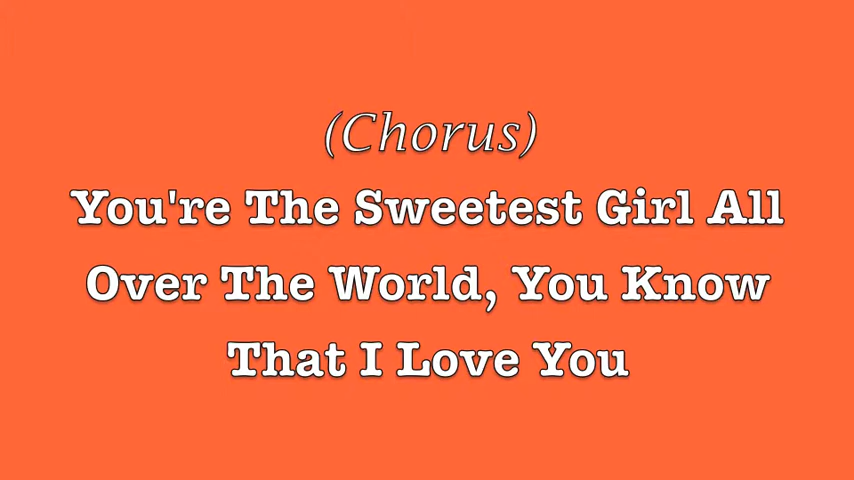 (Chorus)
You're The Sweetest Girl All
Over The World, You Know
That I Love You